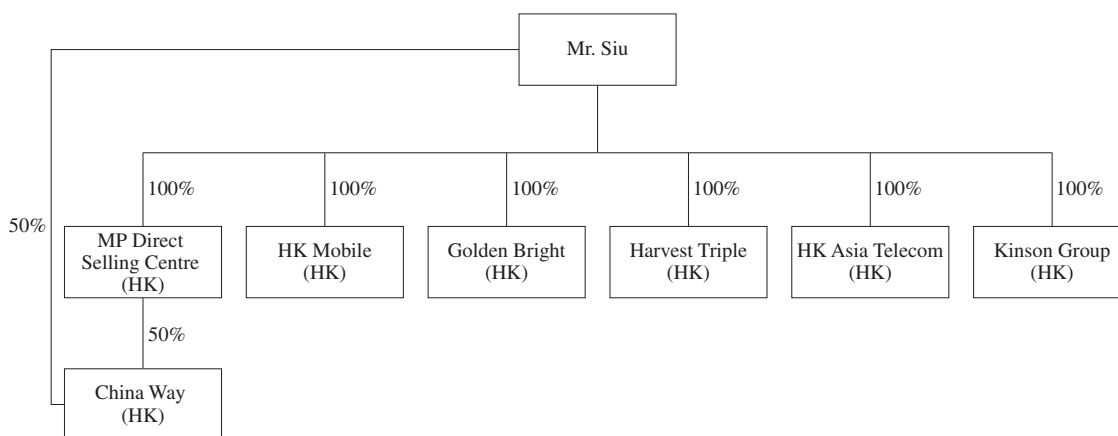 Mr. Siu
100%
100%
100%
100%
100%
100%
50%
MP Direct
Selling Centre
(HK)
HK Mobile
(HK)
Golden Bright
(HK)
Harvest Triple
(HK)
HK Asia Telecom
(HK)
Kinson Group
(HK)
50%
China Way
(HK)